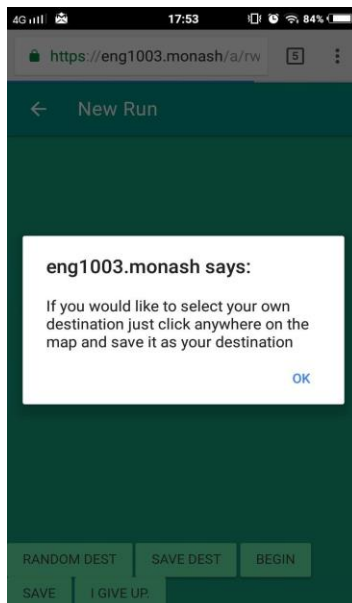 4G 17:53 84%
https://eng1003.monash/a/rw 5
New Run
eng1003.monash says:
If you would like to select your own
destination just click anywhere on the
map and save it as your destination
OK
RANDOM DEST SAVE DEST BEGIN
SAVE I GIVE UP.